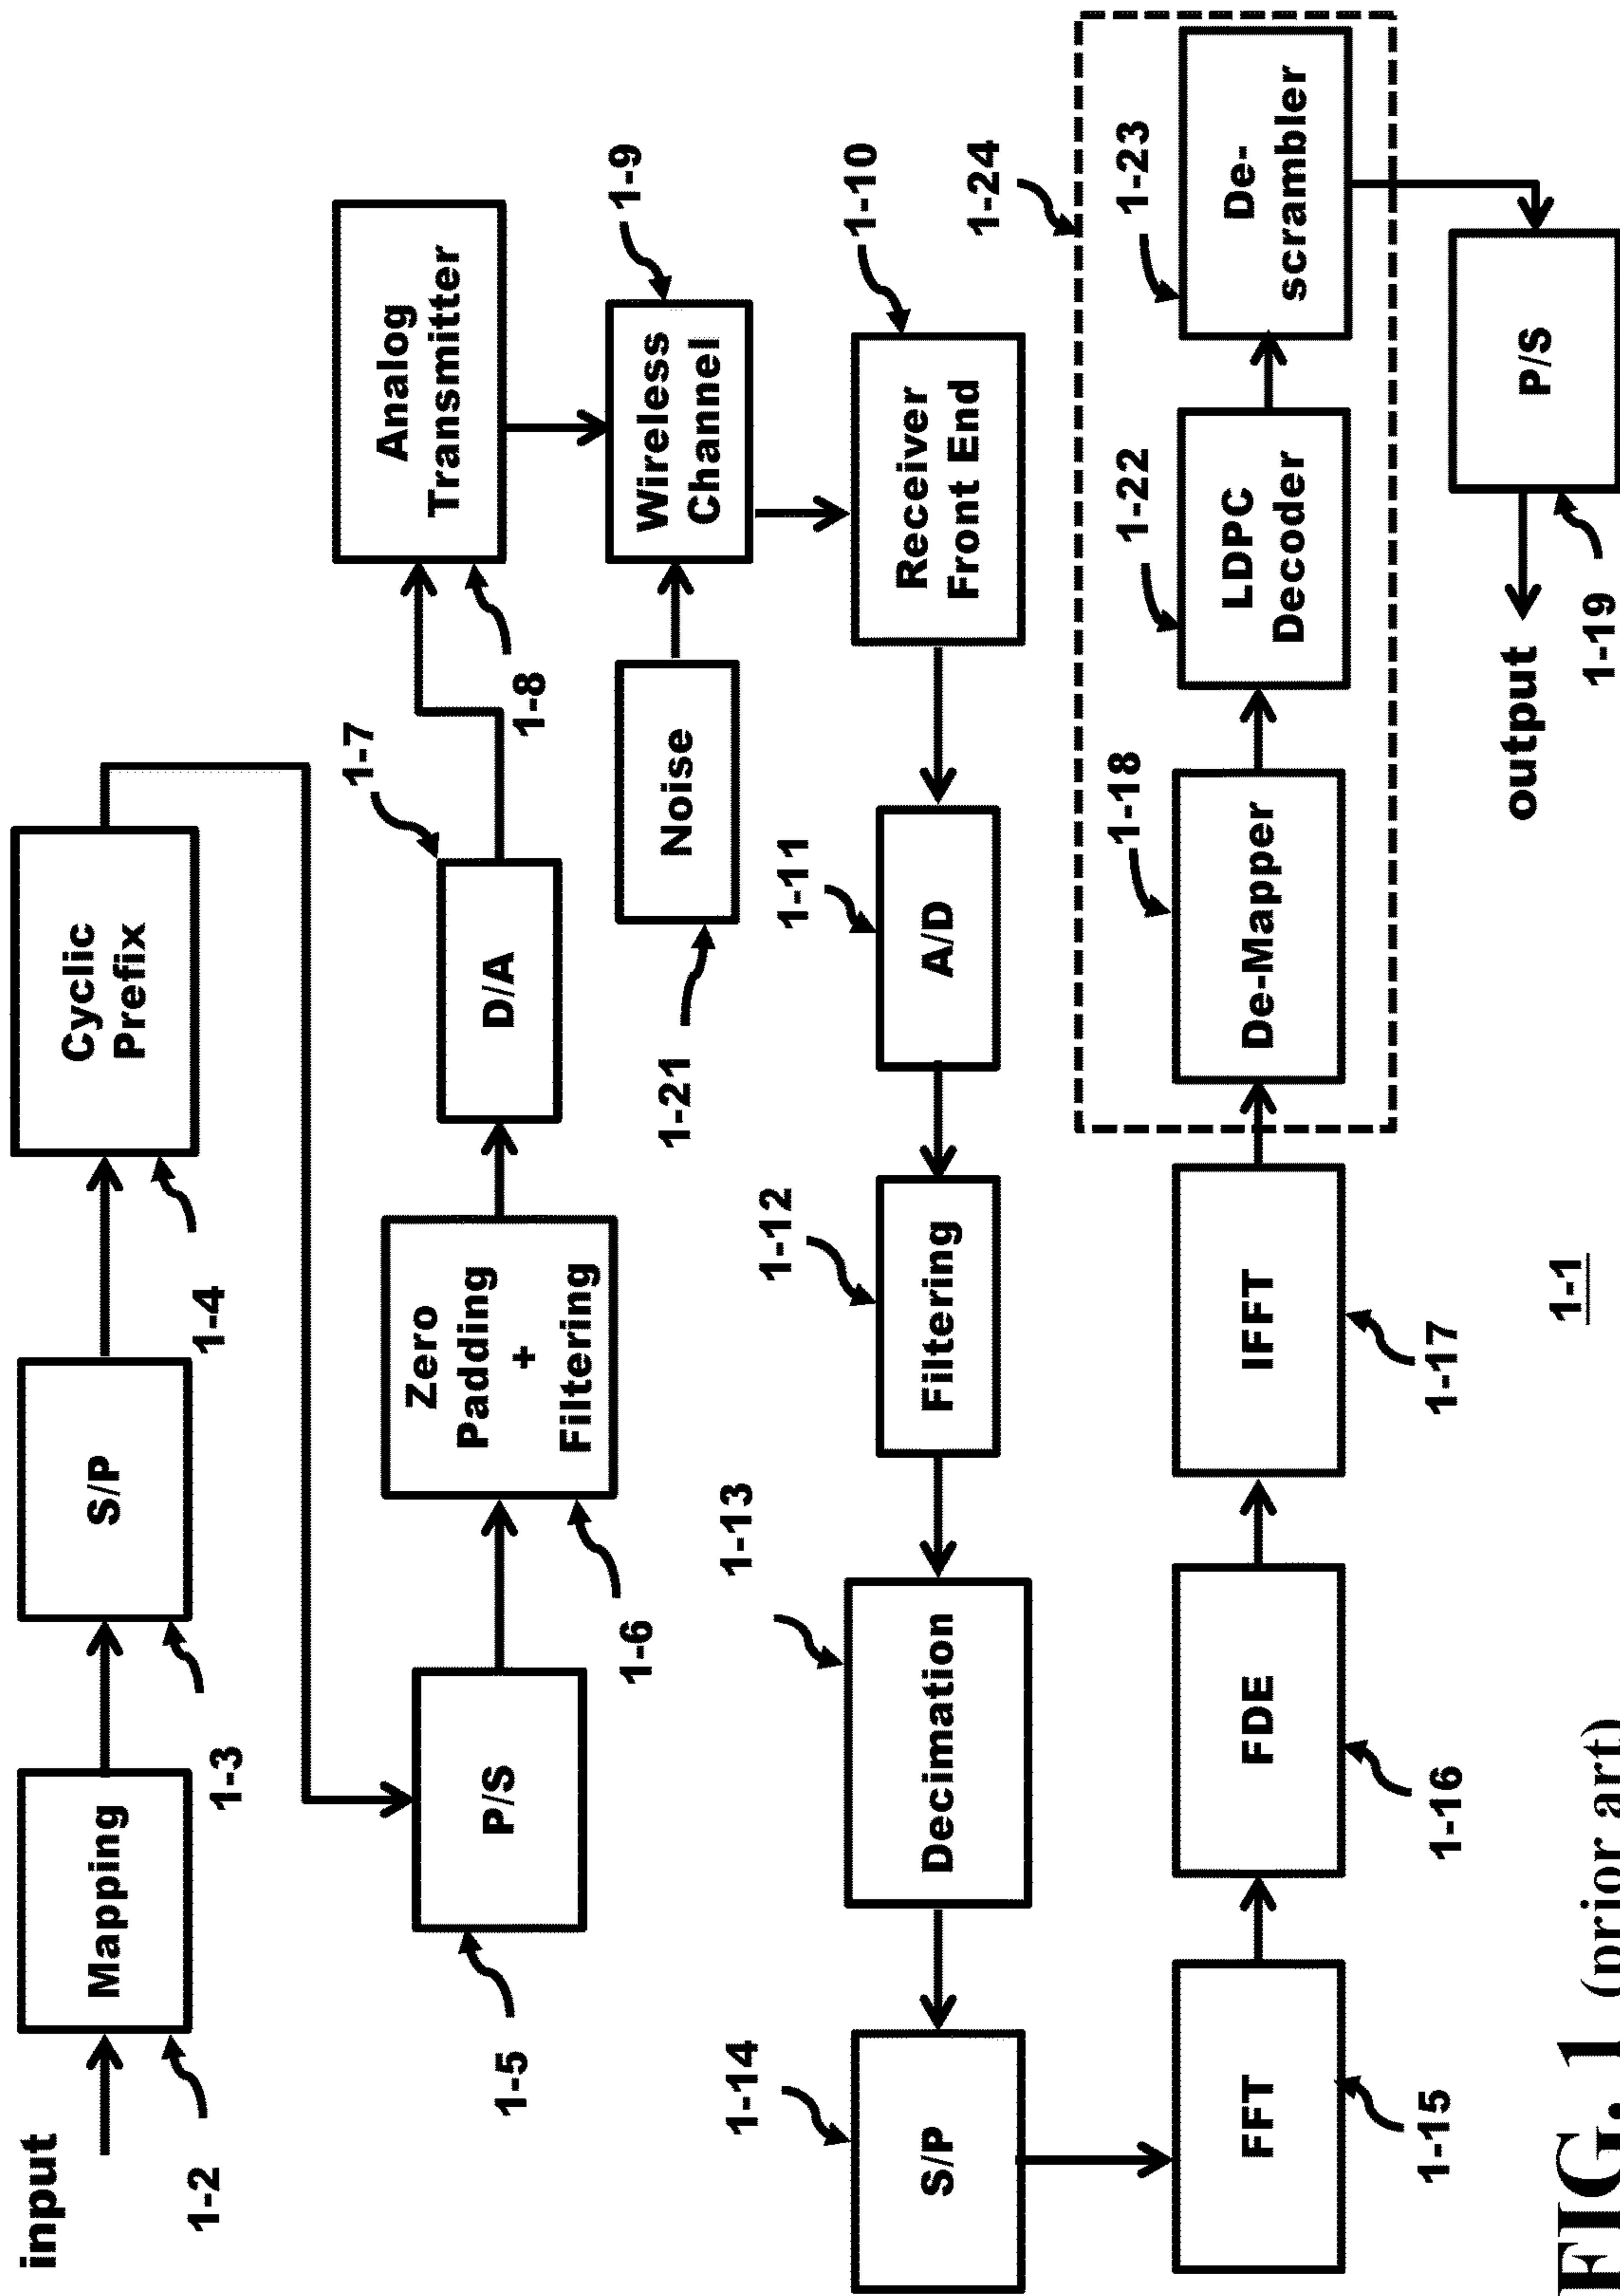 input
Mapping
1-2
S/P
1-3
Cyclic
Prefix
1-4
P/S
1-5
Zero
Padding
+
Filtering
1-6
D/A
1-7
Analog
Transmitter
1-8
Wireless
Channel
1-9
Noise
1-21
Receiver
Front End
1-10
A/D
1-11
Filtering
1-12
Decimation
1-13
S/P
1-14
FFT
1-15
FDE
1-16
IFFT
1-17
De-Mapper
1-18
LDPC
Decoder
1-22
De-
scrambler
1-23
1-24
P/S
1-19
output
1-1
FIG. 1 (prior art)